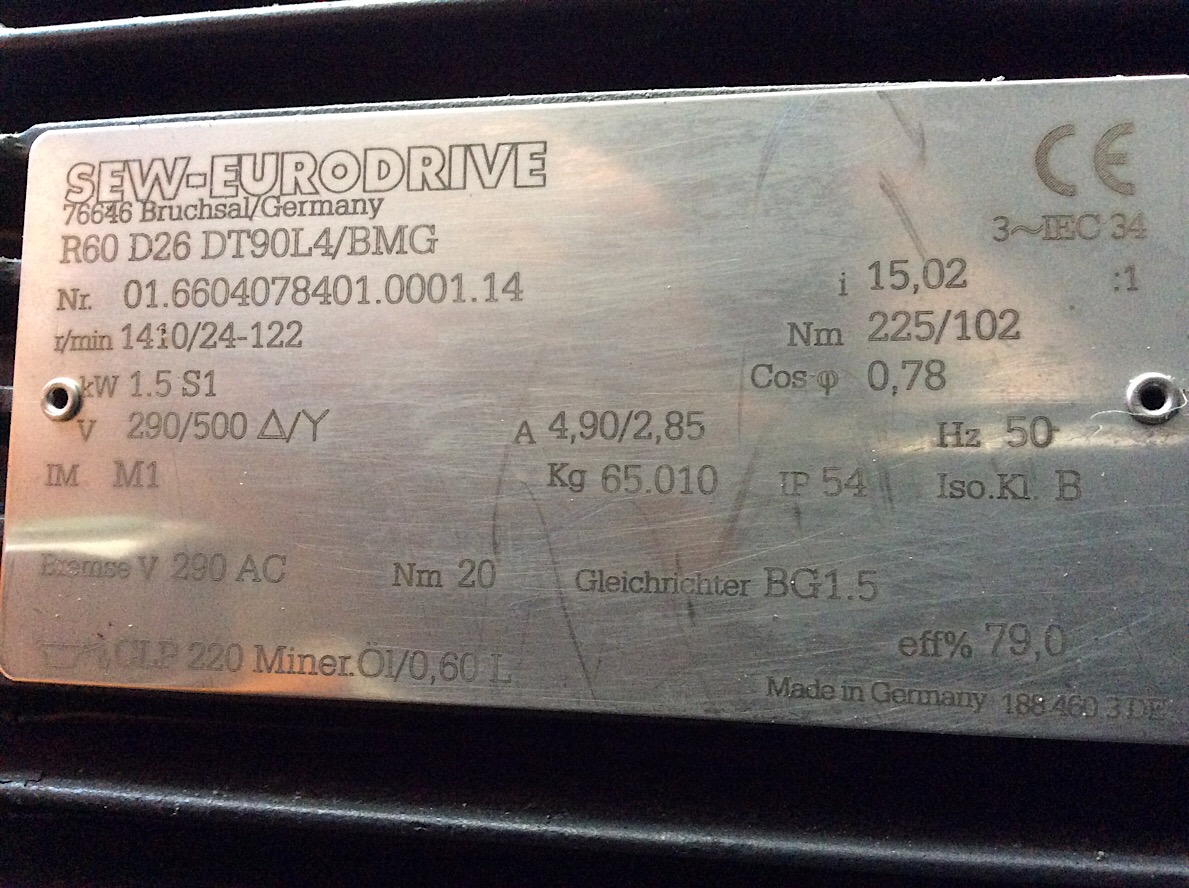 SEW-EURODRIVE
CE
76646 Bruchsal/Germany
3~IEC 34
R60 D26 DT90L4/BMG
Nr. 01.6604078401.0001.14
i 15,02 :1
r/min 1410/24-122
Nm 225/102
kW 1.5 S1
Cos-φ 0,78
V 290/500 Δ/Y
A 4,90/2,85
Hz 50
IM M1
Kg 65.010
IP 54
Iso.Kl. B
Bremse V 290 AC
Nm 20
Gleichrichter BG1.5
CLP 220 Miner.Öl/0,60 L
eff% 79,0
Made in Germany 188 460 3 DE